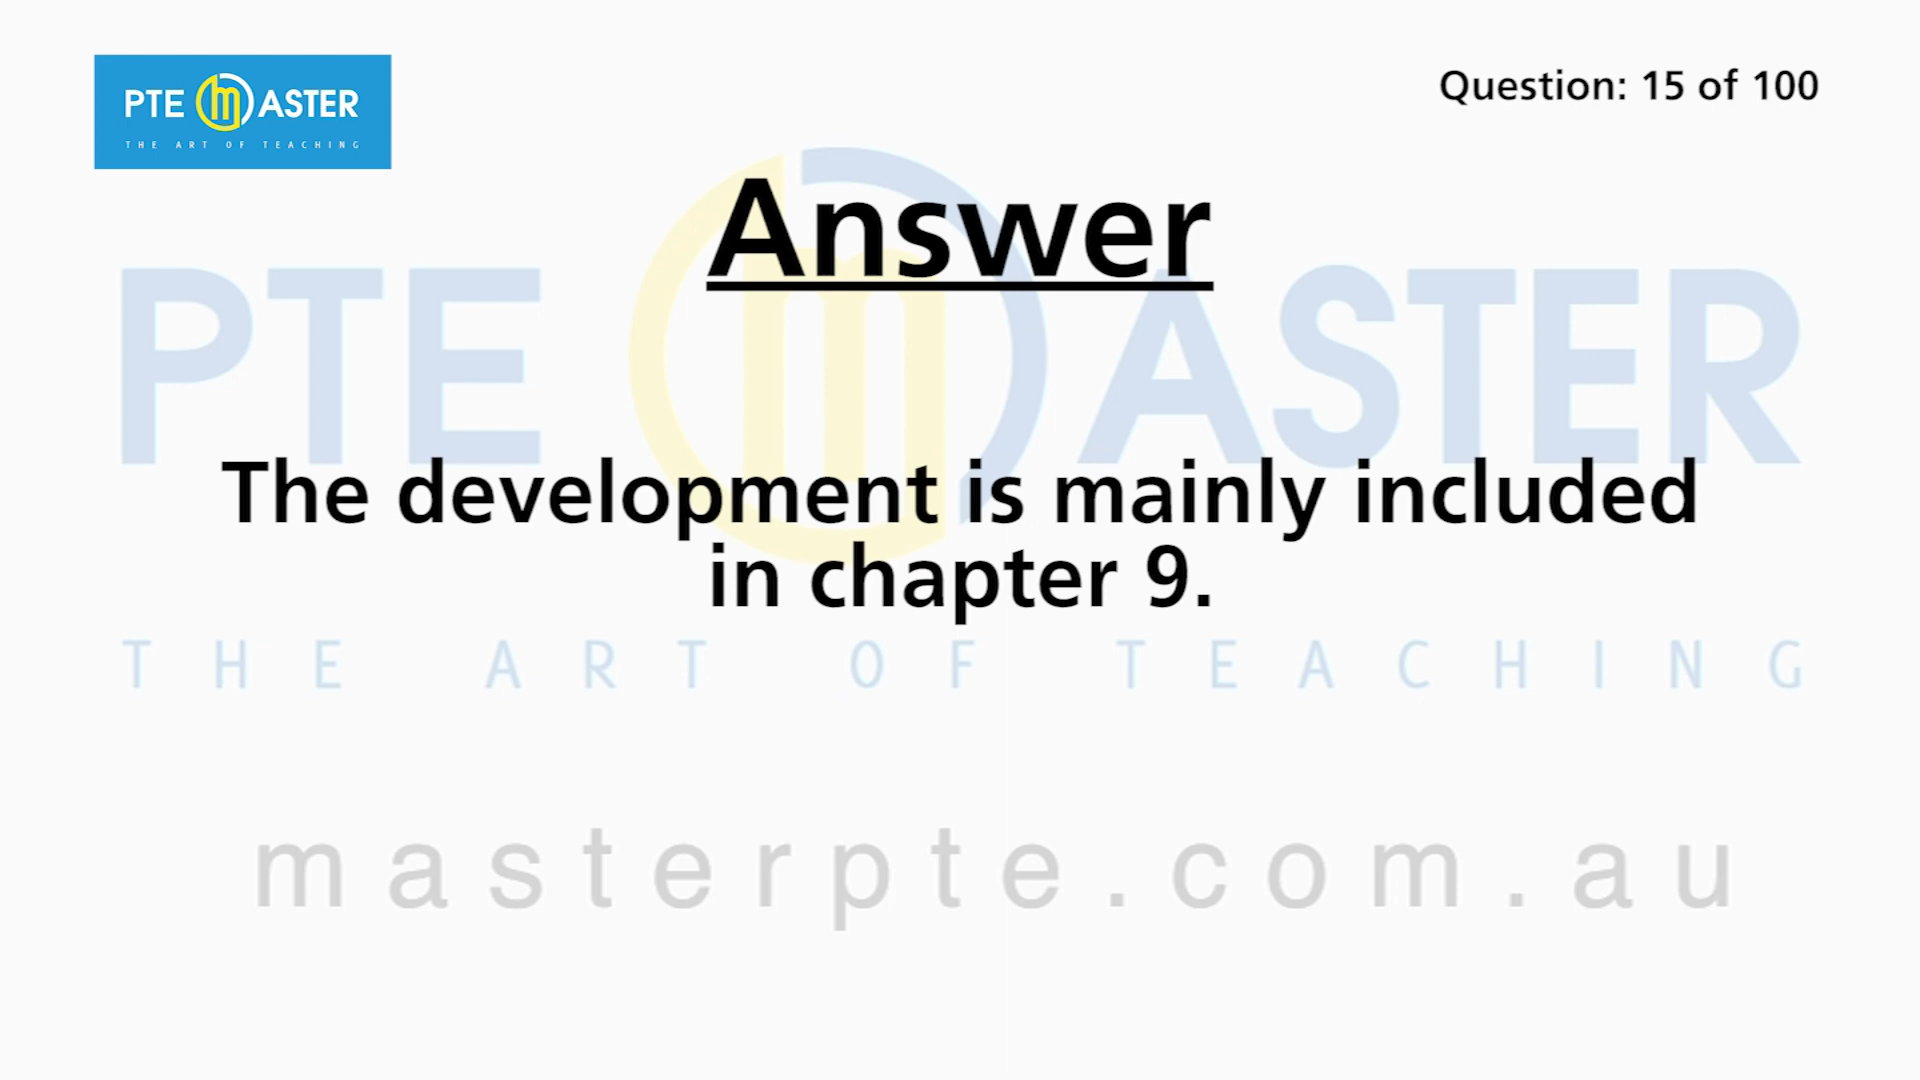 PTE MASTER
THE ART OF TEACHING
Question: 15 of 100
Answer
PTE MASTER
The development is mainly included
in chapter 9.
THE ART OF TEACHING
masterpte.com.au